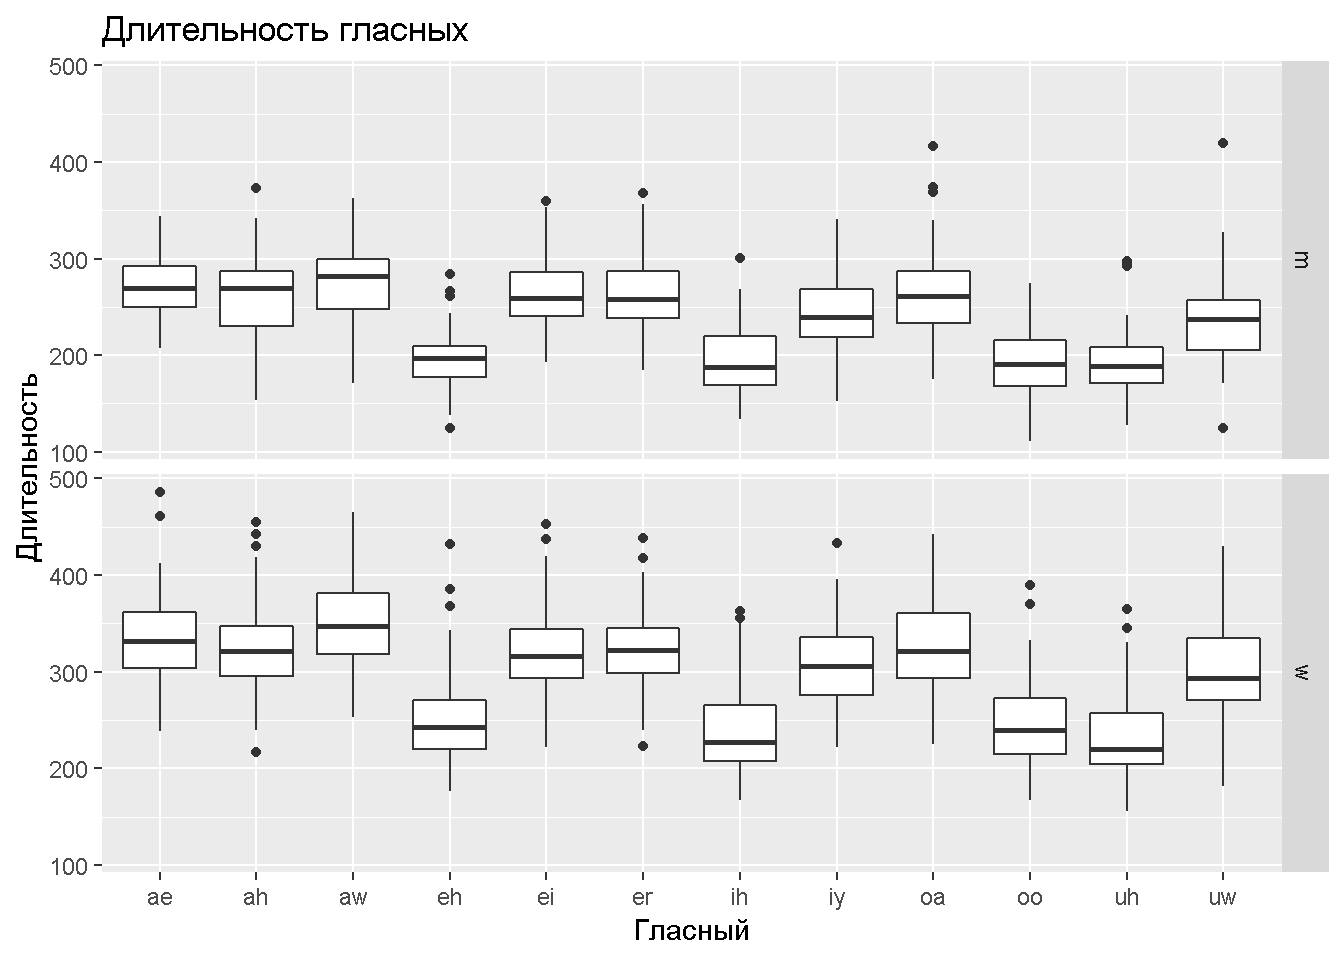 Длительность гласных
Длительность
500
400
300
200
100
m
500
400
300
200
100
w
ae ah aw eh ei er ih iy oa oo uh uw
Гласный